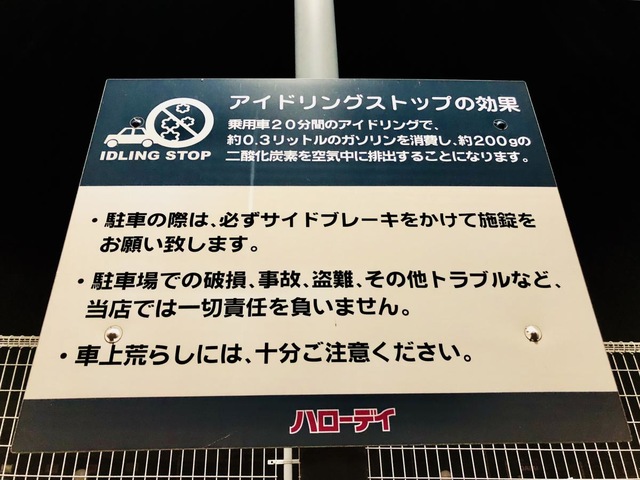 アイドリングストップの効果
乗用車20分間のアイドリングで、
約0.3リットルのガソリンを消費し、約200gの
二酸化炭素を空気中に排出することになります。
IDLING STOP
・駐車の際は、必ずサイドブレーキをかけて施錠を
お願い致します。
・駐車場での破損、事故、盗難、その他トラブルなど、
当店では一切責任を負いません。
・車上荒らしには、十分ご注意ください。
ハローデイ